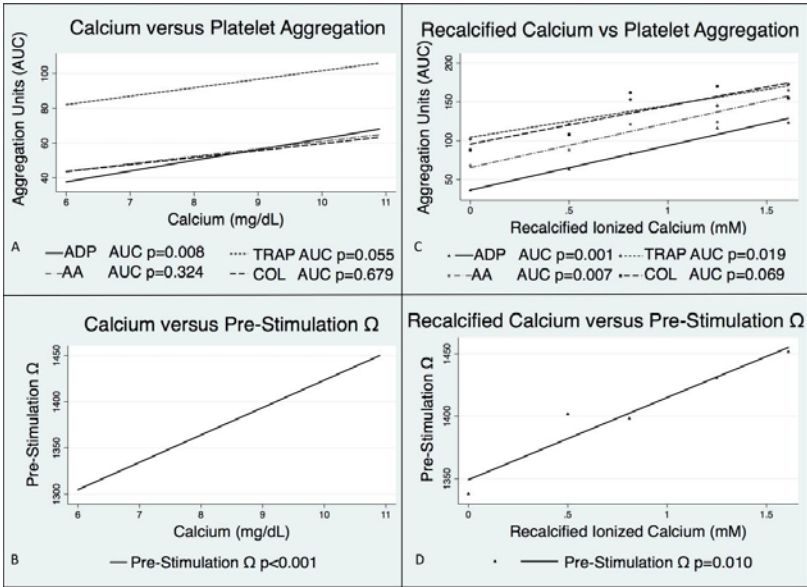 Calcium versus Platelet Aggregation
Aggregation Units (AUC)
100
80
60
40
6 7 8 9 10 11
Calcium (mg/dL)
A
ADP AUC p=0.008 TRAP AUC p=0.055
AA AUC p=0.324 COL AUC p=0.679
Recalcified Calcium vs Platelet Aggregation
Aggregation Units (AUC)
200
150
100
50
0 .5 1 1.5
Recalcified Ionized Calcium (mM)
C
ADP AUC p=0.001 TRAP AUC p=0.019
AA AUC p=0.007 COL AUC p=0.069
Calcium versus Pre-Stimulation Ω
Pre-Stimulation Ω
1450
1400
1350
1300
6 7 8 9 10 11
Calcium (mg/dL)
B
Pre-Stimulation Ω p<0.001
Recalcified Calcium versus Pre-Stimulation Ω
Pre-Stimulation Ω
1450
1400
1350
0 .5 1 1.5
Recalcified Ionized Calcium (mM)
D
Pre-Stimulation Ω p=0.010